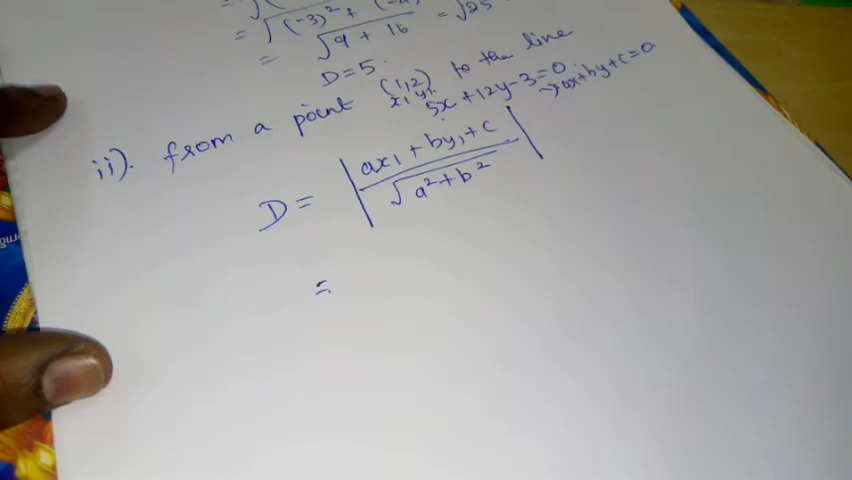 = √(-3)² + (-4)
= √9 + 16 = √25
D = 5.
ii). from a point (1,2) to the line
x₁ y₁
5x + 12y - 3 = 0
→ ax + by + c = 0
D = | ax₁ + by₁ + c / √a² + b² |
=